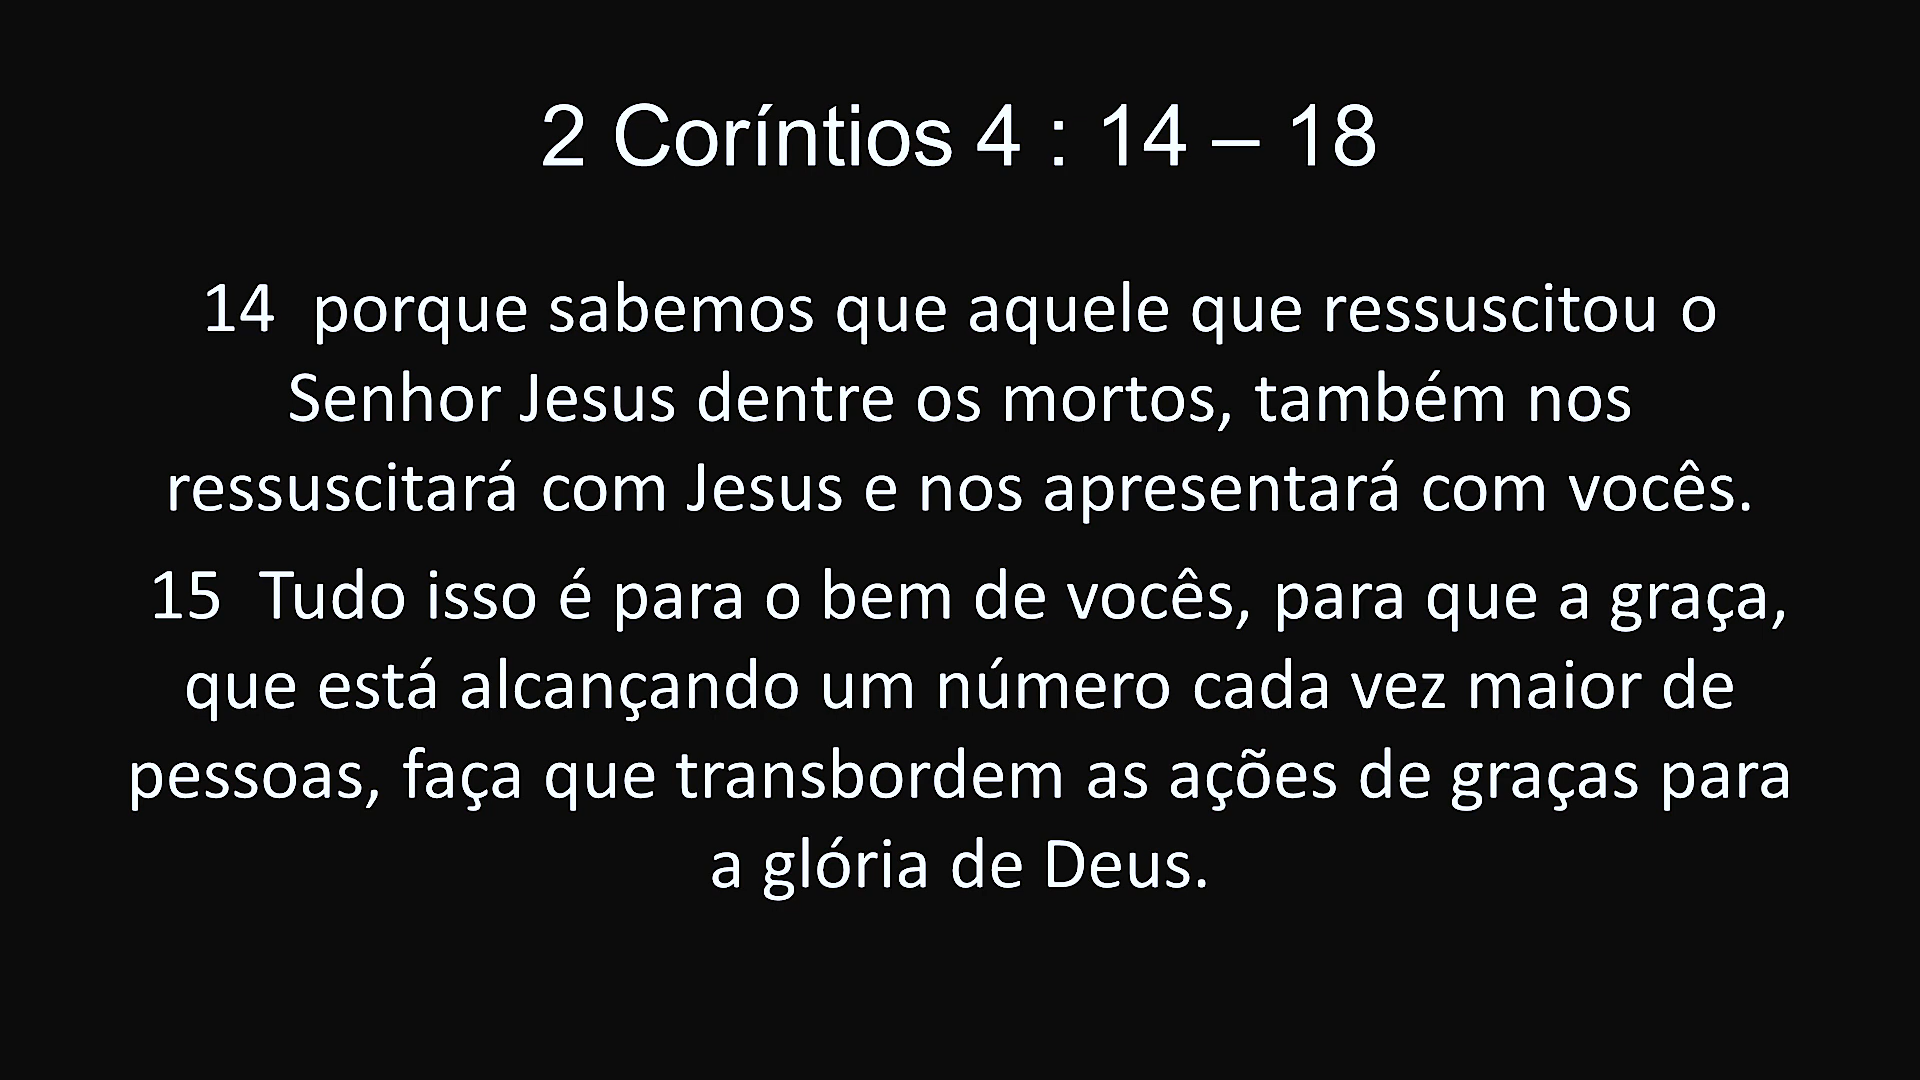 2 Coríntios 4 : 14 – 18
14  porque sabemos que aquele que ressuscitou o
Senhor Jesus dentre os mortos, também nos
ressuscitará com Jesus e nos apresentará com vocês.
15  Tudo isso é para o bem de vocês, para que a graça,
que está alcançando um número cada vez maior de
pessoas, faça que transbordem as ações de graças para
a glória de Deus.